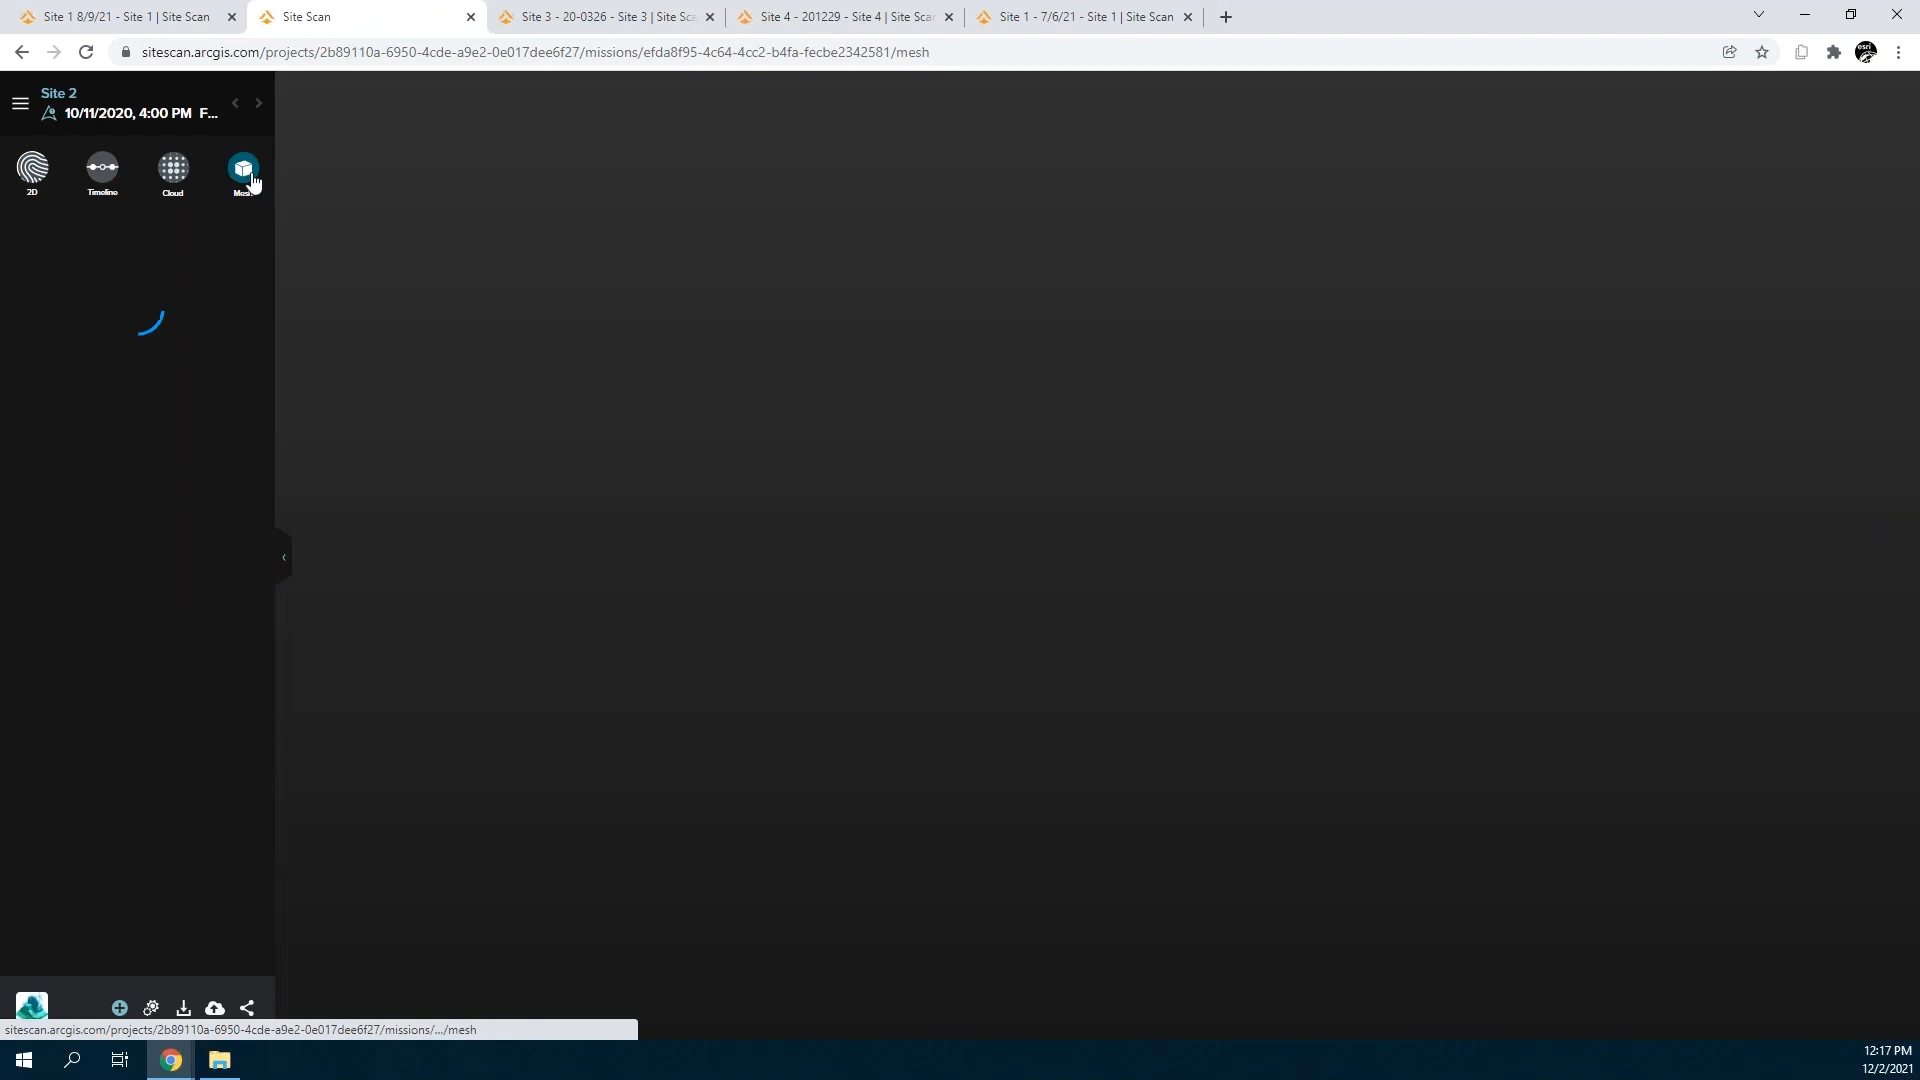 Site 1 8/9/21 - Site 1 | Site Scan
Site Scan
Site 3 - 20-0326 - Site 3 | Site Sca
Site 4 - 201229 - Site 4 | Site Scan
Site 1 - 7/6/21 - Site 1 | Site Scan
sitescan.arcgis.com/projects/2b89110a-6950-4cde-a9e2-0e017dee6f27/missions/efda8f95-4c64-4cc2-b4fa-fecbe2342581/mesh
esri
Site 2
10/11/2020, 4:00 PM F...
2D
Timeline
Cloud
Mesh
sitescan.arcgis.com/projects/2b89110a-6950-4cde-a9e2-0e017dee6f27/missions/.../mesh
12:17 PM
12/2/2021